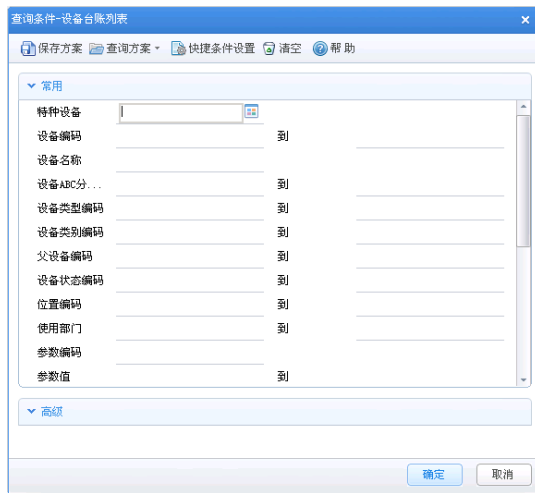 查询条件-设备台账列表
保存方案 查询方案 快捷条件设置 清空 帮助
常用
特种设备
设备编码 到
设备名称
设备ABC分... 到
设备类型编码 到
设备类别编码 到
父设备编码 到
设备状态编码 到
位置编码 到
使用部门 到
参数编码
参数值 到
高级
确定 取消